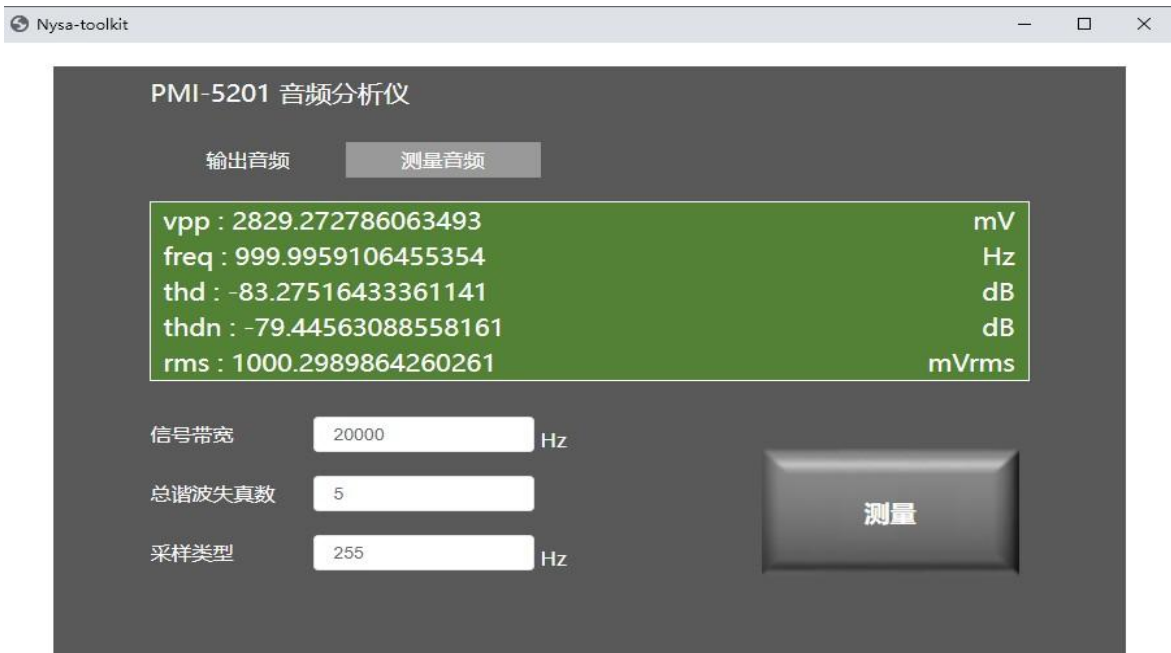 Nysa-toolkit
PMI-5201 音频分析仪
输出音频 测量音频
vpp : 2829.272786063493 mV
freq : 999.9959106455354 Hz
thd : -83.27516433361141 dB
thdn : -79.44563088558161 dB
rms : 1000.2989864260261 mVrms
信号带宽 20000 Hz
总谐波失真数 5
采样类型 255 Hz
测量